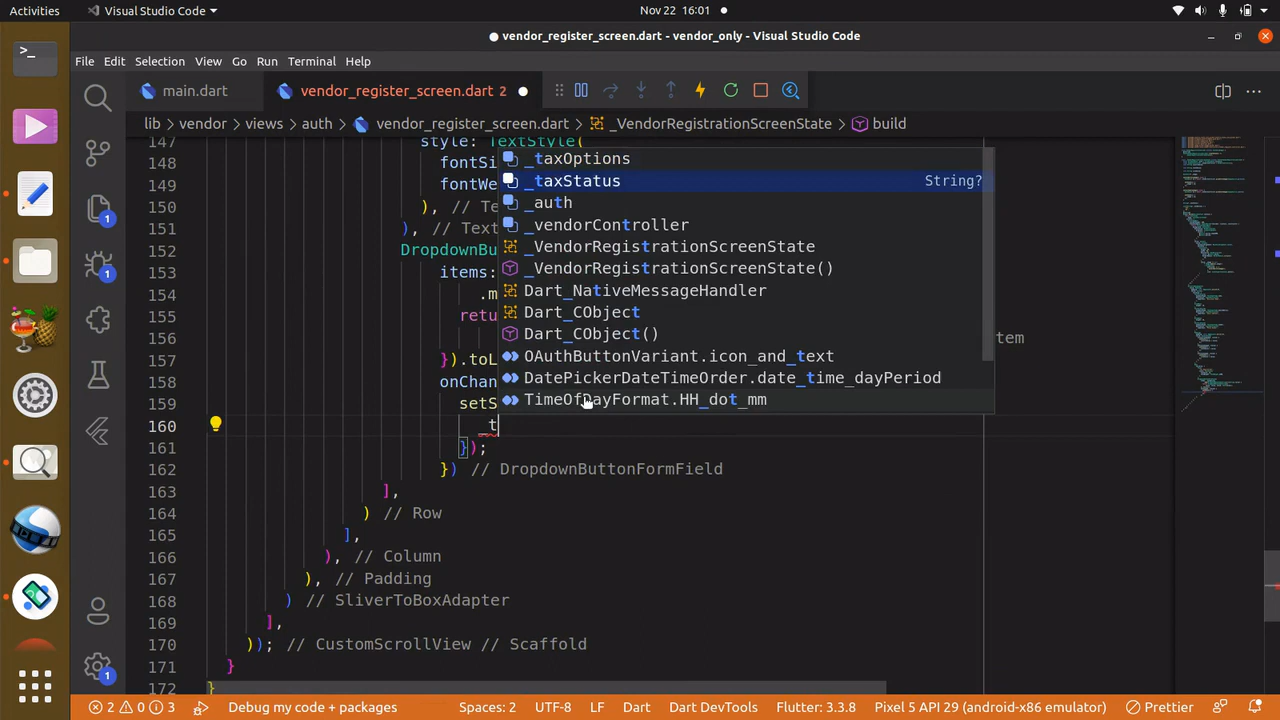 Activities
Visual Studio Code
Nov 22 16:01
● vendor_register_screen.dart - vendor_only - Visual Studio Code
File Edit Selection View Go Run Terminal Help
main.dart
vendor_register_screen.dart 2
lib > vendor > views > auth > vendor_register_screen.dart > _VendorRegistrationScreenState > build
147 style: TextStyle(
148 fontSi
149 fontWe
150 ), // Te
151 ), // Text
152 DropdownBu
153 items:
154 .m
155 retu
156 tem
157 }).toL
158 onChan
159 setS
160 _t
161 });
162 }) // DropdownButtonFormField
163 ],
164 ) // Row
165 ],
166 ), // Column
167 ), // Padding
168 ) // SliverToBoxAdapter
169 ],
170 )); // CustomScrollView // Scaffold
171 }
172 }
_taxOptions
_taxStatus String?
_auth
_vendorController
_VendorRegistrationScreenState
_VendorRegistrationScreenState()
Dart_NativeMessageHandler
Dart_CObject
Dart_CObject()
OAuthButtonVariant.icon_and_text
DatePickerDateTimeOrder.date_time_dayPeriod
TimeOfDayFormat.HH_dot_mm
1
1
1
2 0 3 Debug my code + packages Spaces: 2 UTF-8 LF Dart Dart DevTools Flutter: 3.3.8 Pixel 5 API 29 (android-x86 emulator) Prettier